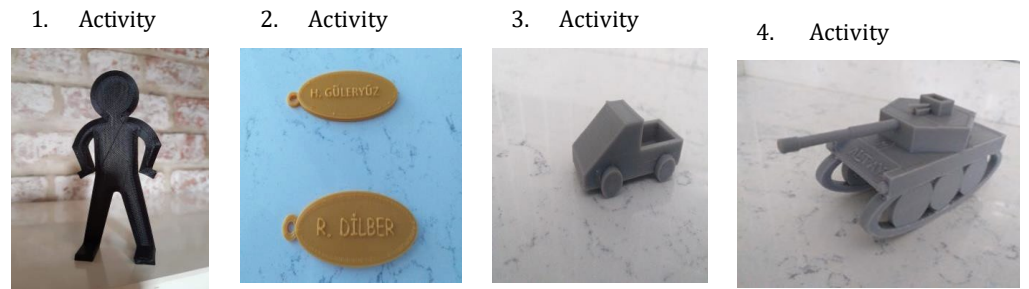 1. Activity
2. Activity
3. Activity
4. Activity
H. GÜLERYÜZ
R. DİLBER